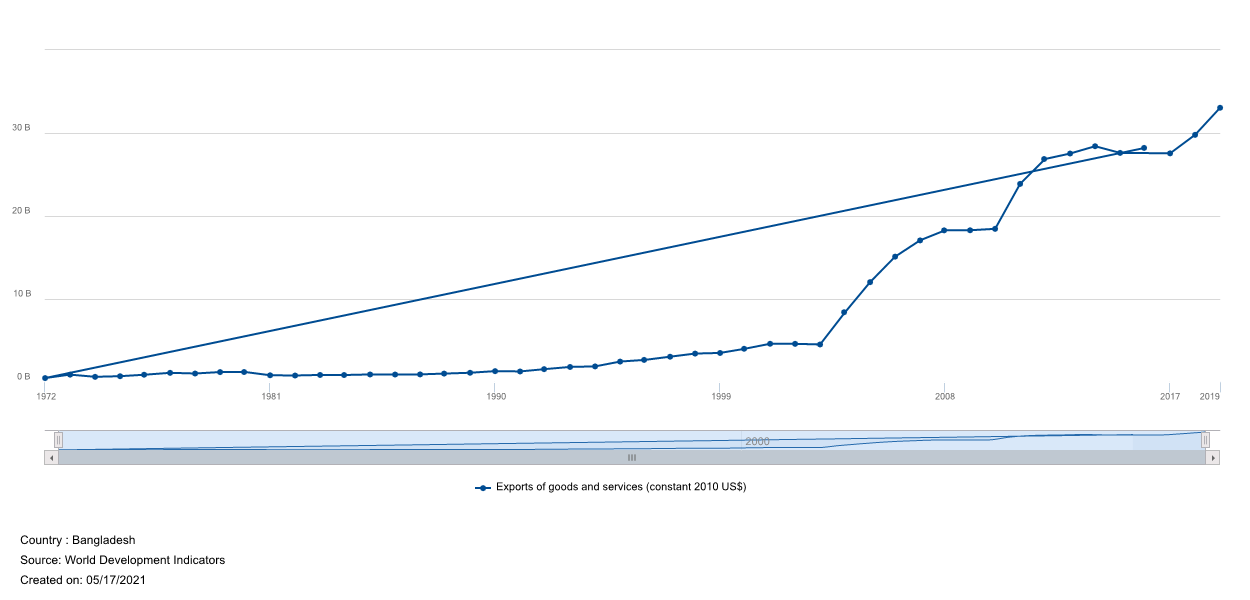 30 B
20 B
10 B
0 B
1972 1981 1990 1999 2008 2017 2019
2000
Exports of goods and services (constant 2010 US$)
Country : Bangladesh
Source: World Development Indicators
Created on: 05/17/2021